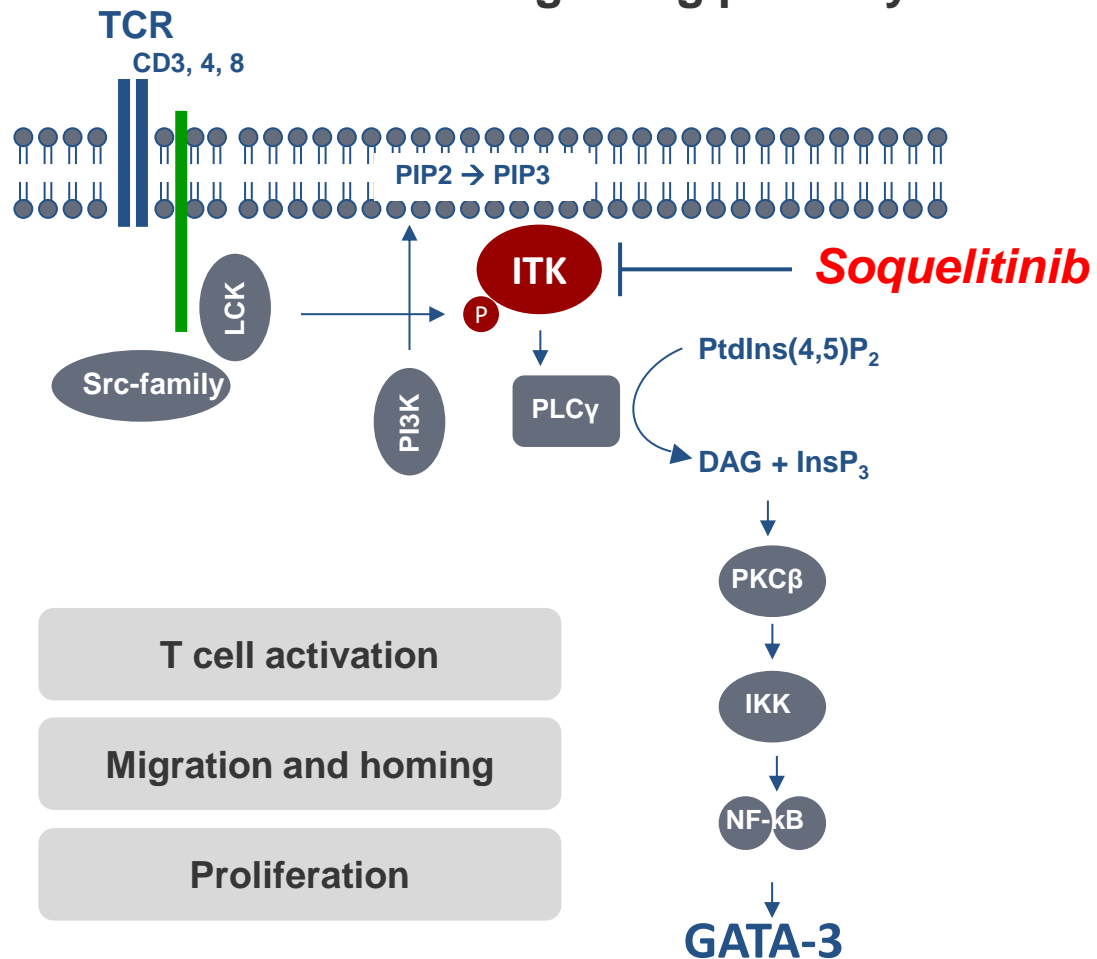 TCR
CD3, 4, 8
PIP2 → PIP3
ITK
Soquelitinib
LCK
P
Src-family
PI3K
PLCγ
PtdIns(4,5)P₂
DAG + InsP₃
PKCβ
IKK
NF-kB
GATA-3
T cell activation
Migration and homing
Proliferation